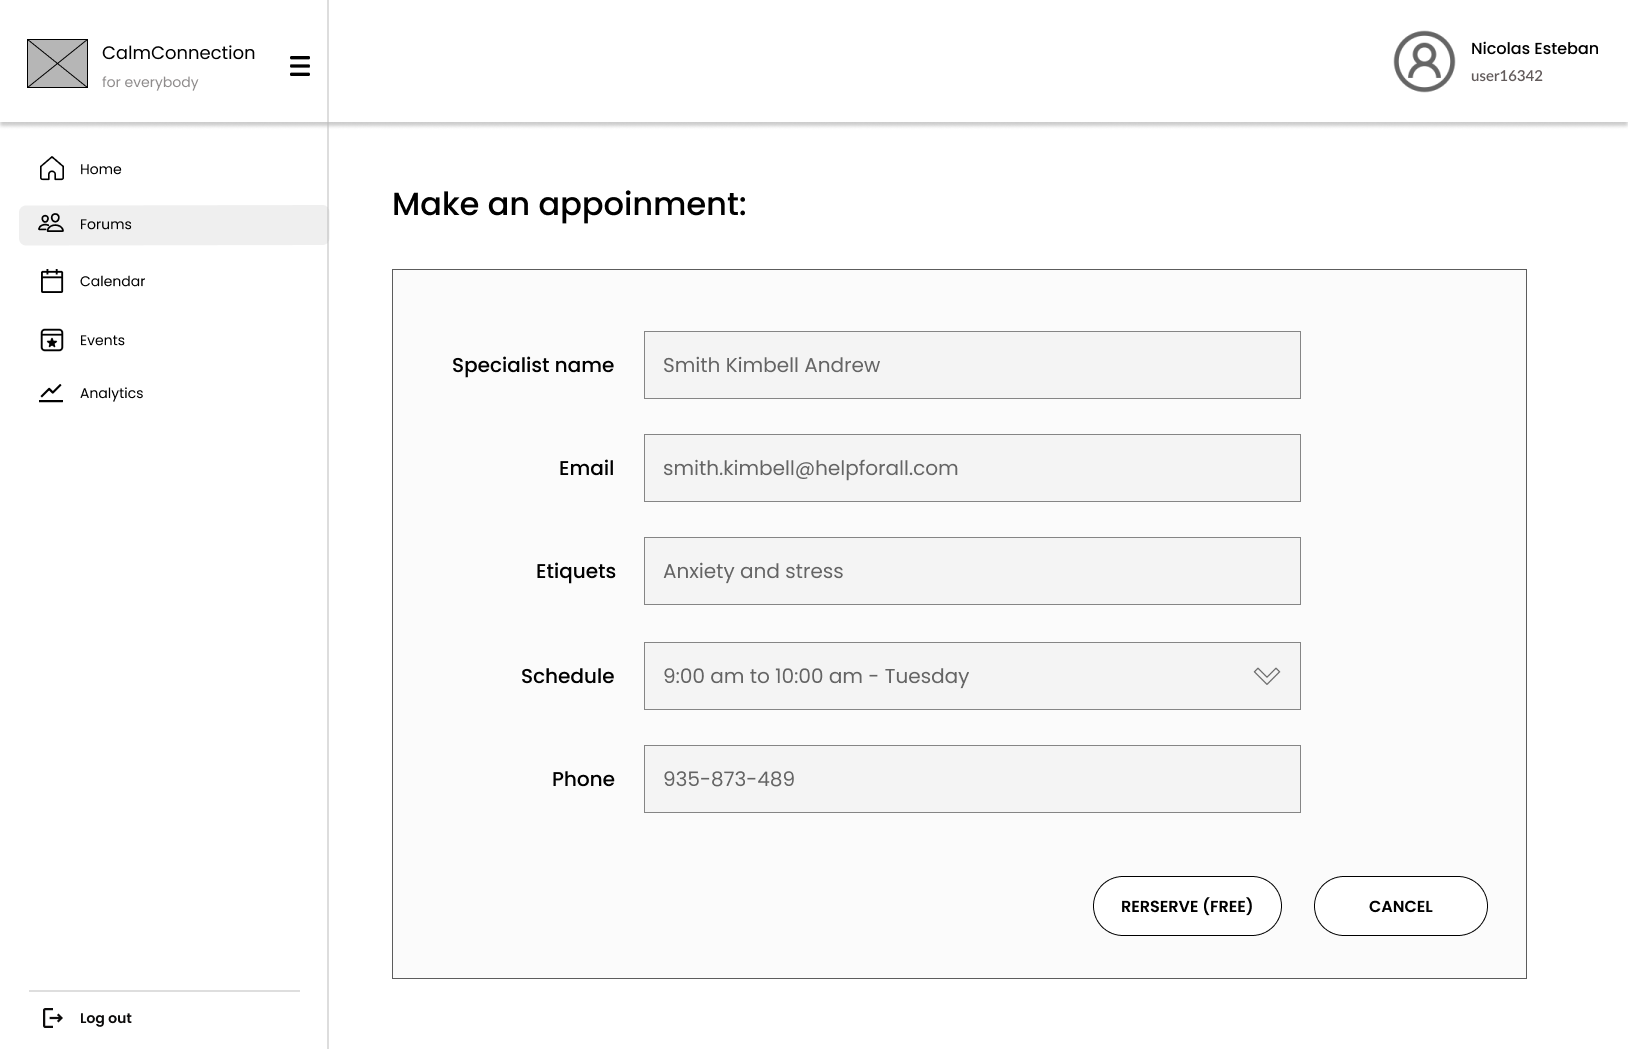 CalmConnection
for everybody
Nicolas Esteban
user16342
Home
Forums
Calendar
Events
Analytics
Log out
Make an appoinment:
Specialist name
Smith Kimbell Andrew
Email
smith.kimbell@helpforall.com
Etiquets
Anxiety and stress
Schedule
9:00 am to 10:00 am - Tuesday
Phone
935-873-489
RERSERVE (FREE)
CANCEL